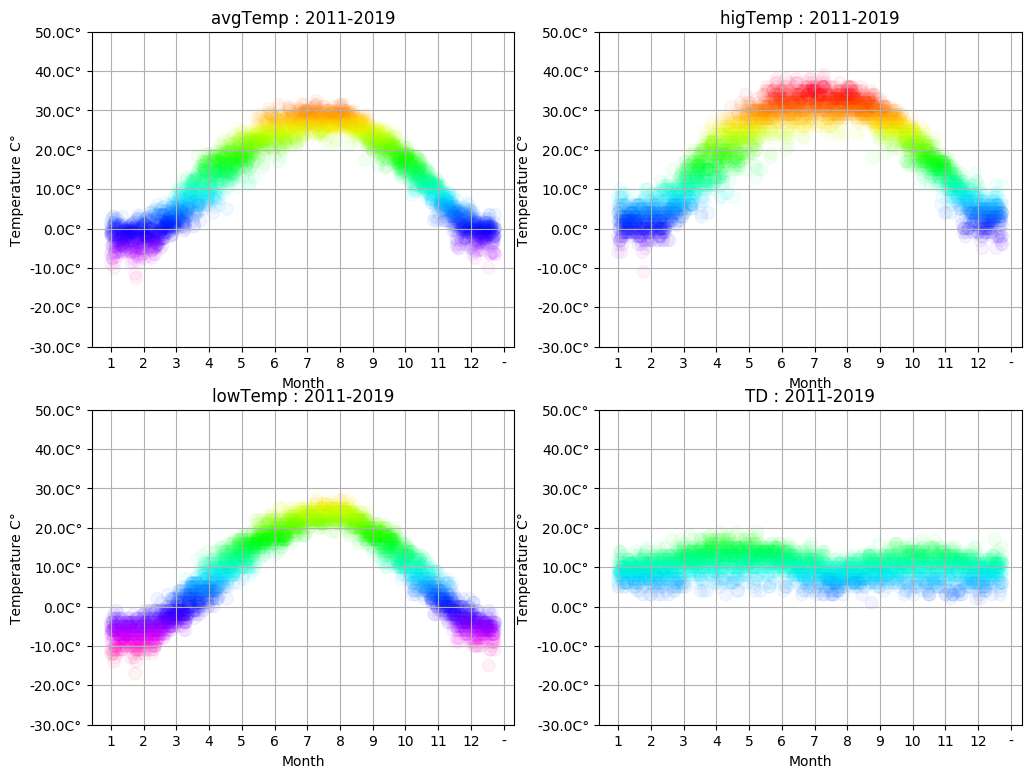 avgTemp : 2011-2019
50.0C°
40.0C°
30.0C°
20.0C°
10.0C°
0.0C°
-10.0C°
-20.0C°
-30.0C°
Temperature C°
1 2 3 4 5 6 7 8 9 10 11 12 -
Month
higTemp : 2011-2019
50.0C°
40.0C°
30.0C°
20.0C°
10.0C°
0.0C°
-10.0C°
-20.0C°
-30.0C°
Temperature C°
1 2 3 4 5 6 7 8 9 10 11 12 -
Month
lowTemp : 2011-2019
50.0C°
40.0C°
30.0C°
20.0C°
10.0C°
0.0C°
-10.0C°
-20.0C°
-30.0C°
Temperature C°
1 2 3 4 5 6 7 8 9 10 11 12 -
Month
TD : 2011-2019
50.0C°
40.0C°
30.0C°
20.0C°
10.0C°
0.0C°
-10.0C°
-20.0C°
-30.0C°
Temperature C°
1 2 3 4 5 6 7 8 9 10 11 12 -
Month